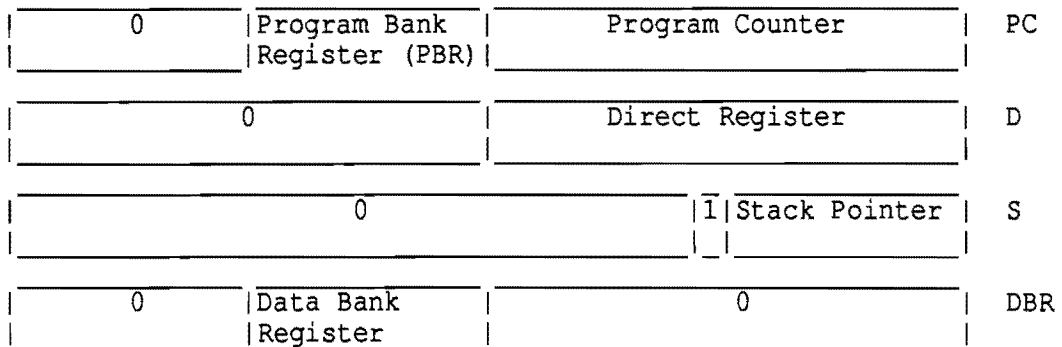 0 Program Bank Program Counter PC
Register (PBR)
0 Direct Register D
0 1 Stack Pointer S
0 Data Bank 0 DBR
Register